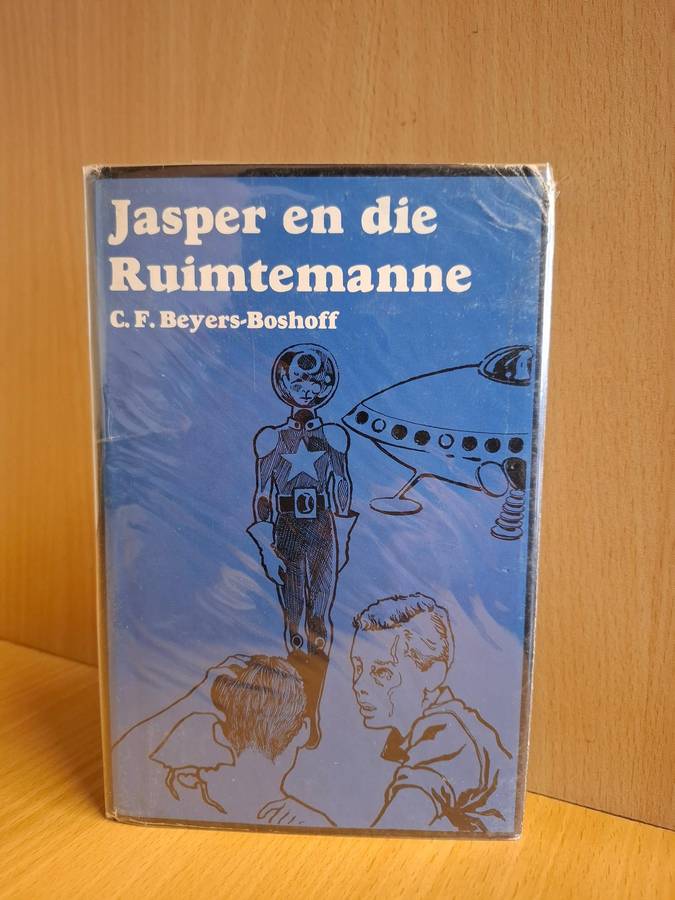 Jasper en die
Ruimtemanne
C. F. Beyers-Boshoff